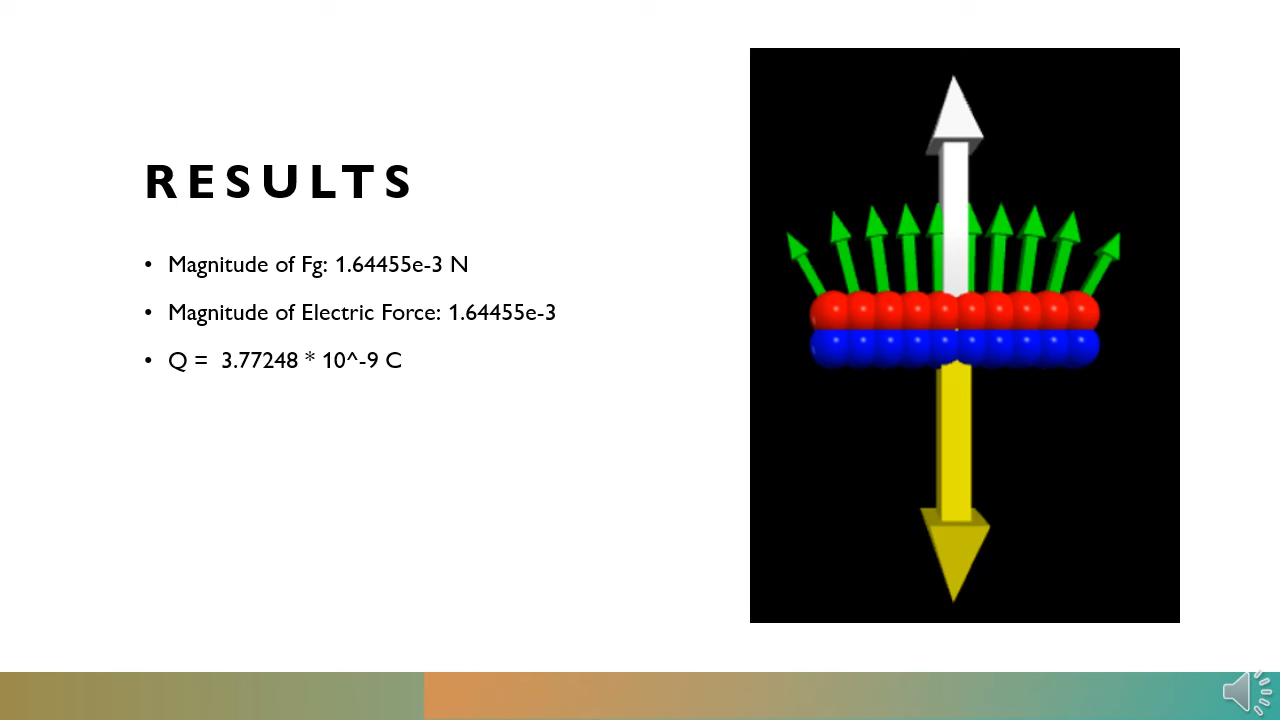 RESULTS
• Magnitude of Fg: 1.64455e-3 N
• Magnitude of Electric Force: 1.64455e-3
• Q =  3.77248 * 10^-9 C